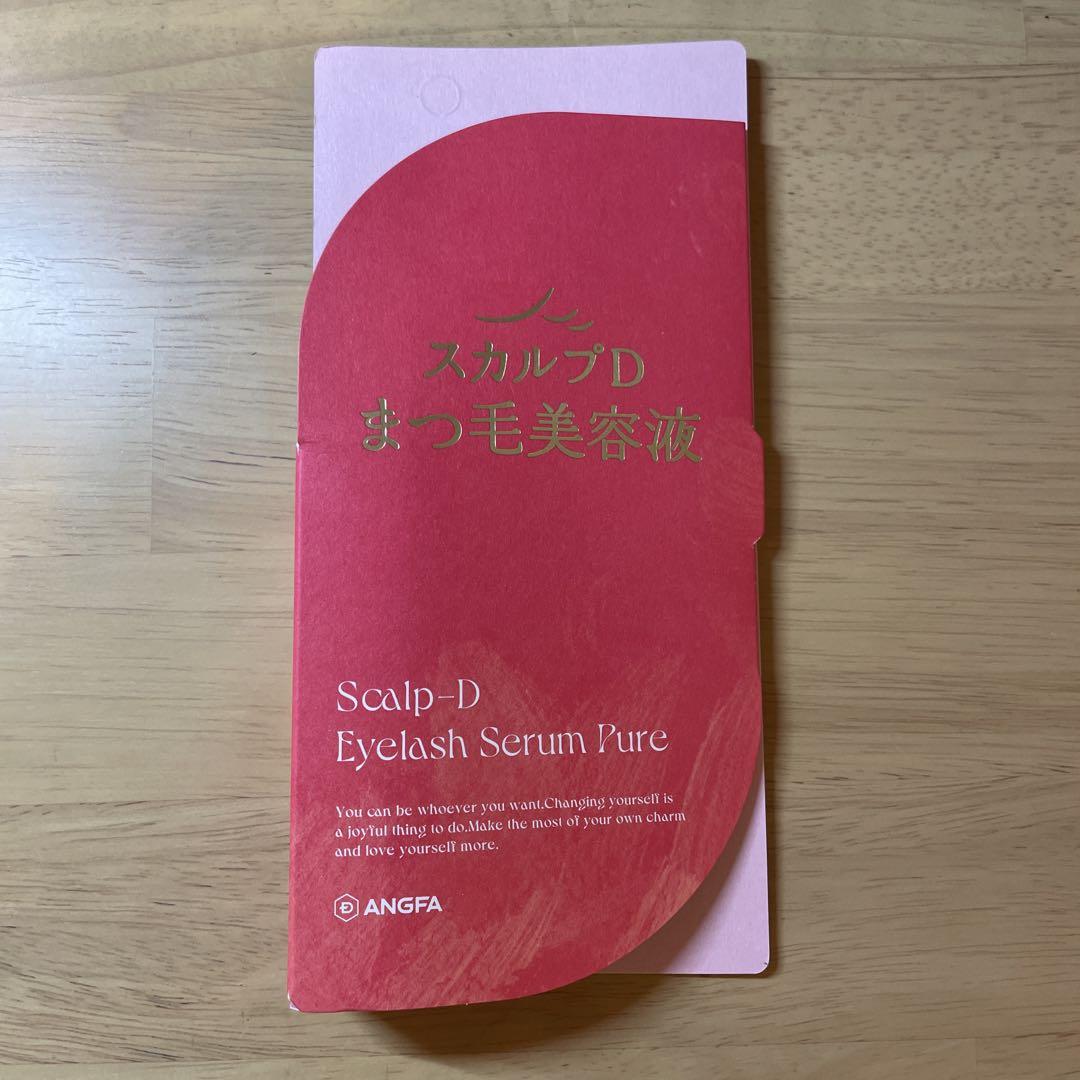 スカルプD
まつ毛美容液
Scalp-D
Eyelash Serum Pure
You can be whoever you want.Changing yourself is
a joyful thing to do.Make the most of your own charm
and love yourself more.
ANGFA